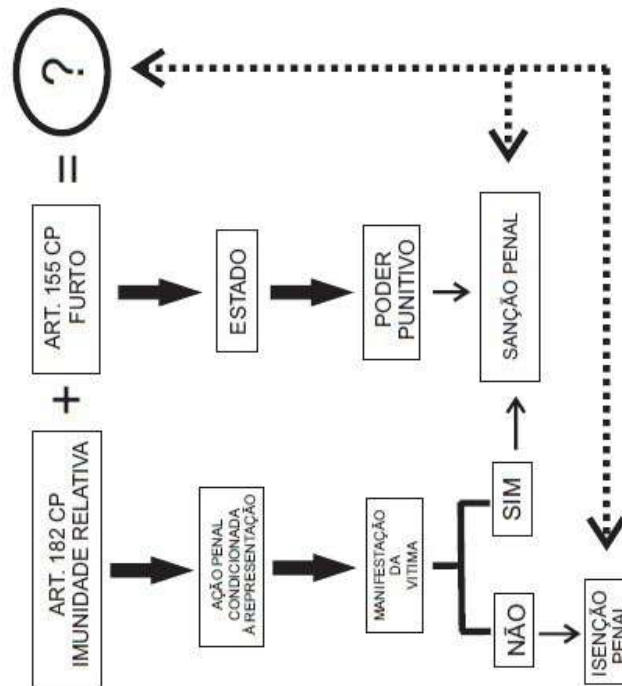 ART. 182 CP
IMUNIDADE RELATIVA
+
ART. 155 CP
FURTO
=
?
AÇÃO PENAL
CONDICIONADA
À REPRESENTAÇÃO
ESTADO
MANIFESTAÇÃO
DA
VITIMA
PODER
PUNITIVO
NÃO
SIM
SANÇÃO PENAL
ISENÇÃO
PENAL